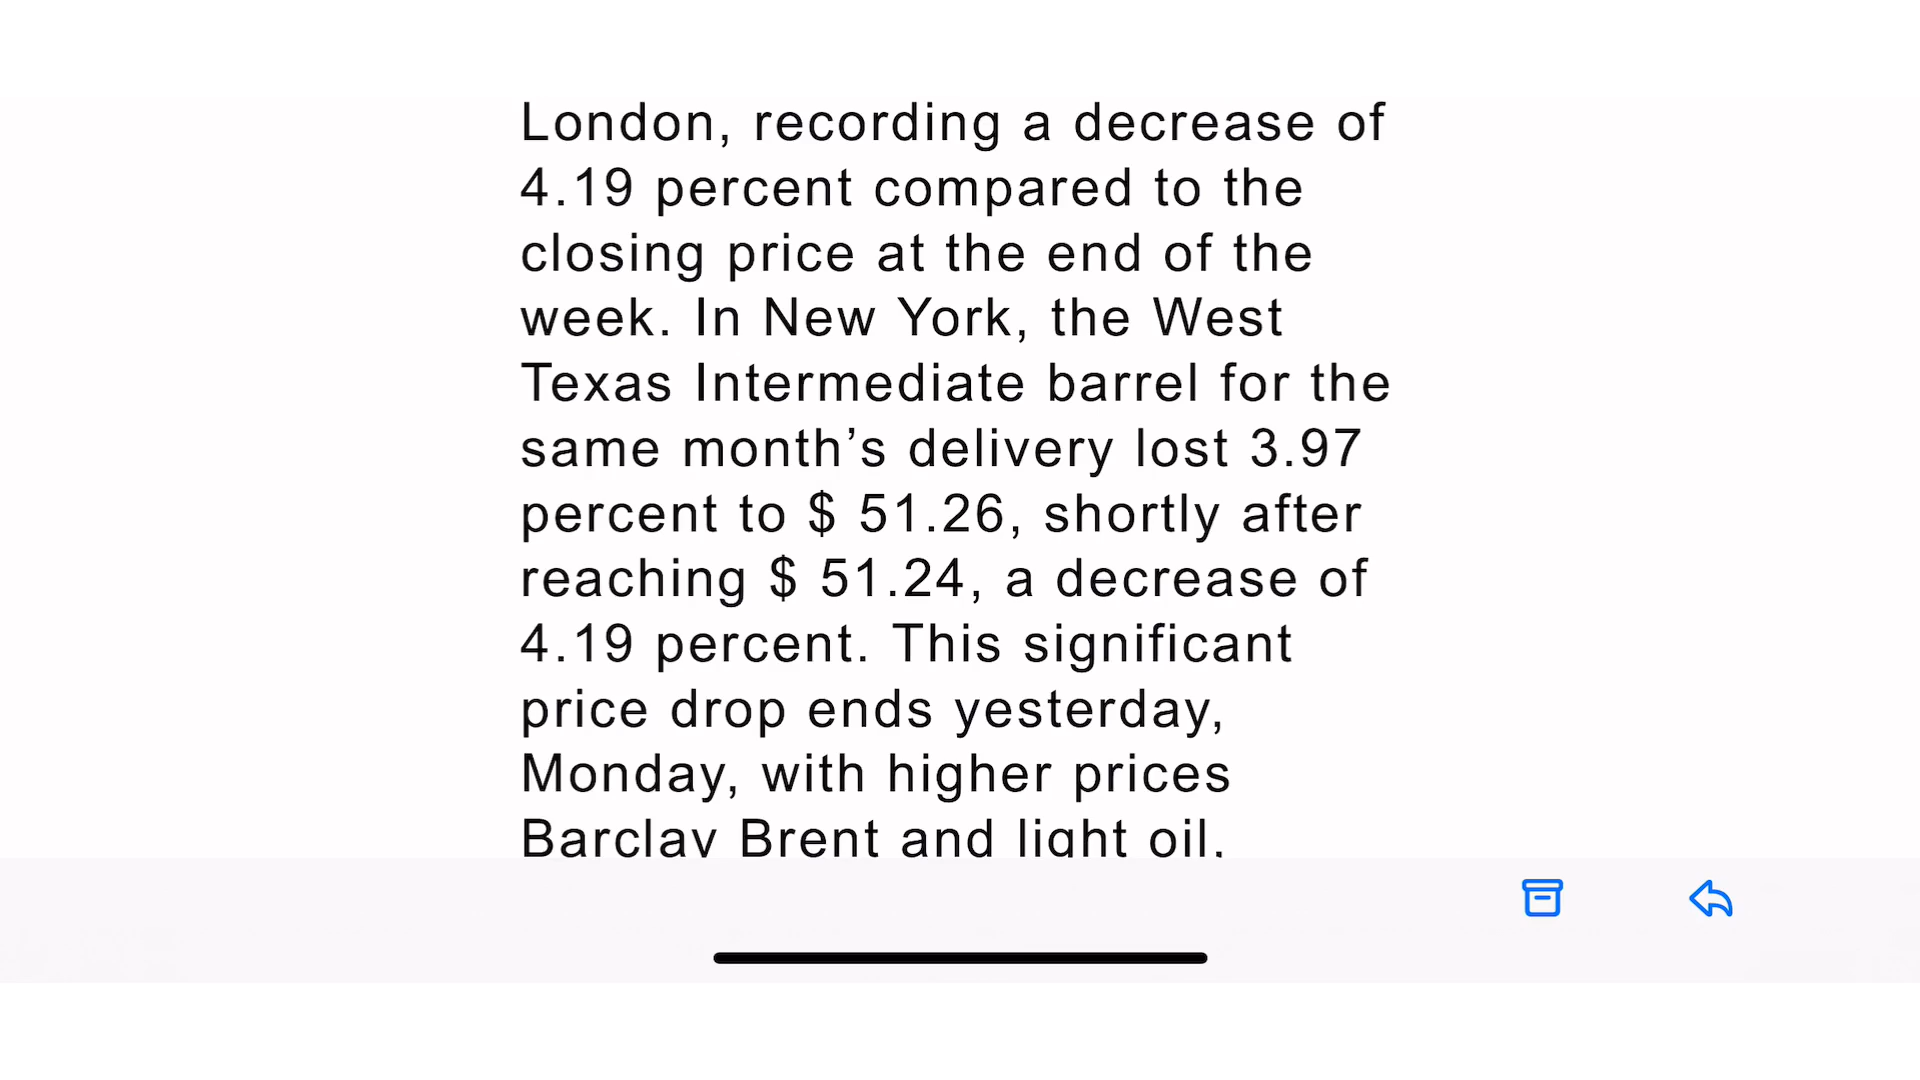 London, recording a decrease of
4.19 percent compared to the
closing price at the end of the
week. In New York, the West
Texas Intermediate barrel for the
same month’s delivery lost 3.97
percent to $ 51.26, shortly after
reaching $ 51.24, a decrease of
4.19 percent. This significant
price drop ends yesterday,
Monday, with higher prices
Barclay Brent and light oil,